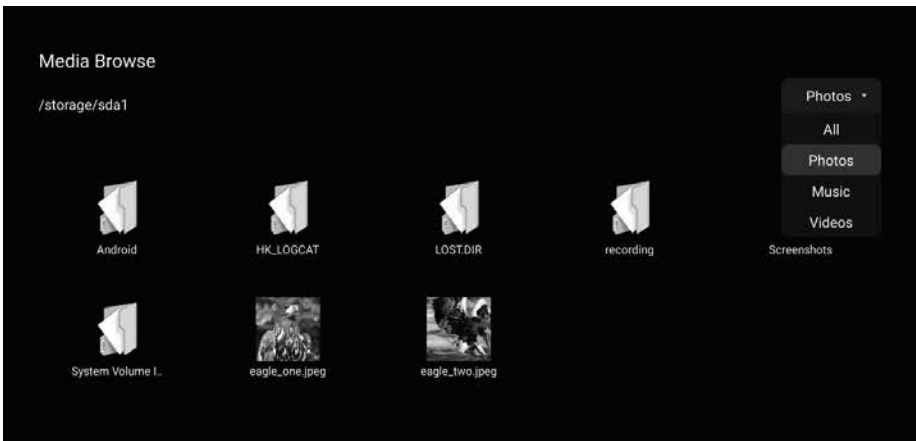 Media Browse
/storage/sda1
Photos
All
Photos
Music
Videos
Android
HK_LOGCAT
LOST.DIR
recording
Screenshots
System Volume I..
eagle_one.jpeg
eagle_two.jpeg